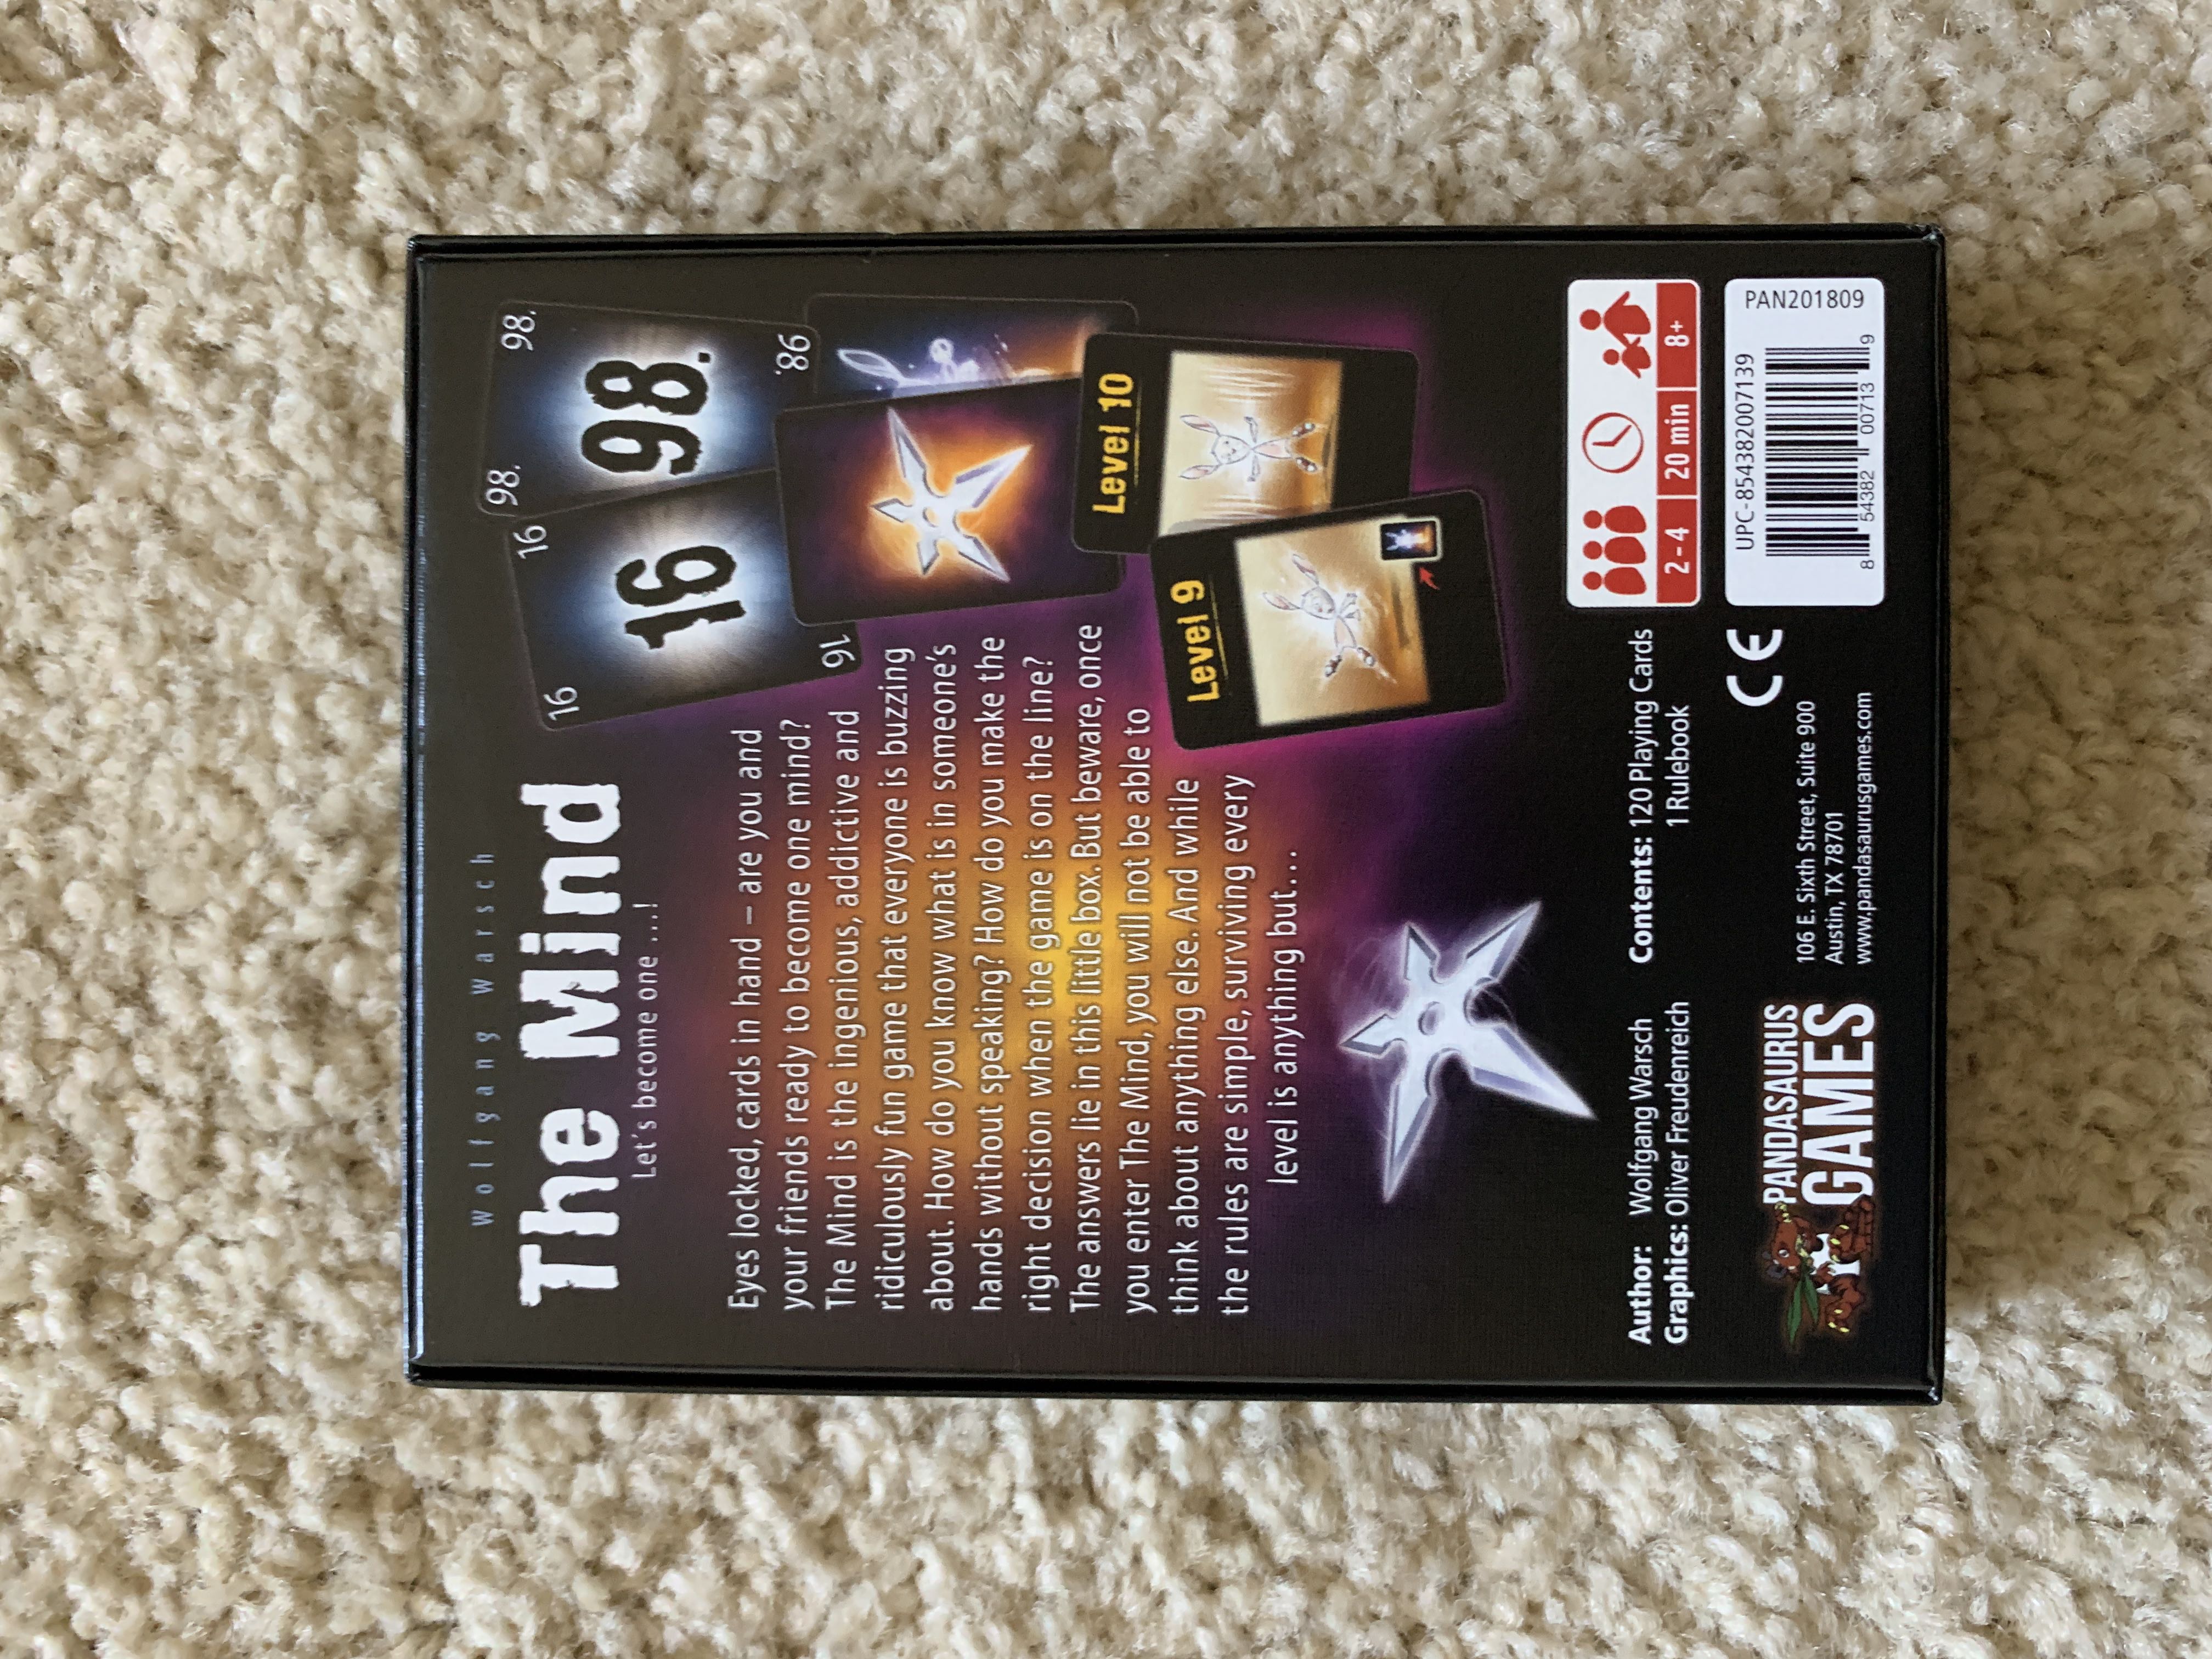 Wolfgang Warsch
The Mind
Let's become one ...!
Eyes locked, cards in hand – are you and
your friends ready to become one mind?
The Mind is the ingenious, addictive and
ridiculously fun game that everyone is buzzing
about. How do you know what is in someone's
hands without speaking? How do you make the
right decision when the game is on the line?
The answers lie in this little box. But beware, once
you enter The Mind, you will not be able to
think about anything else. And while
the rules are simple, surviving every
level is anything but...
16
16
16
16
98.
98.
98.
98.
Level 9
Level 10
Author: Wolfgang Warsch
Graphics: Oliver Freudenreich
Contents: 120 Playing Cards
1 Rulebook
2-4
20 min
8+
PANDASAURUS
GAMES
106 E. Sixth Street, Suite 900
Austin, TX 78701
www.pandasaurusgames.com
CE
UPC-854382007139
8 54382 00713 9
PAN201809